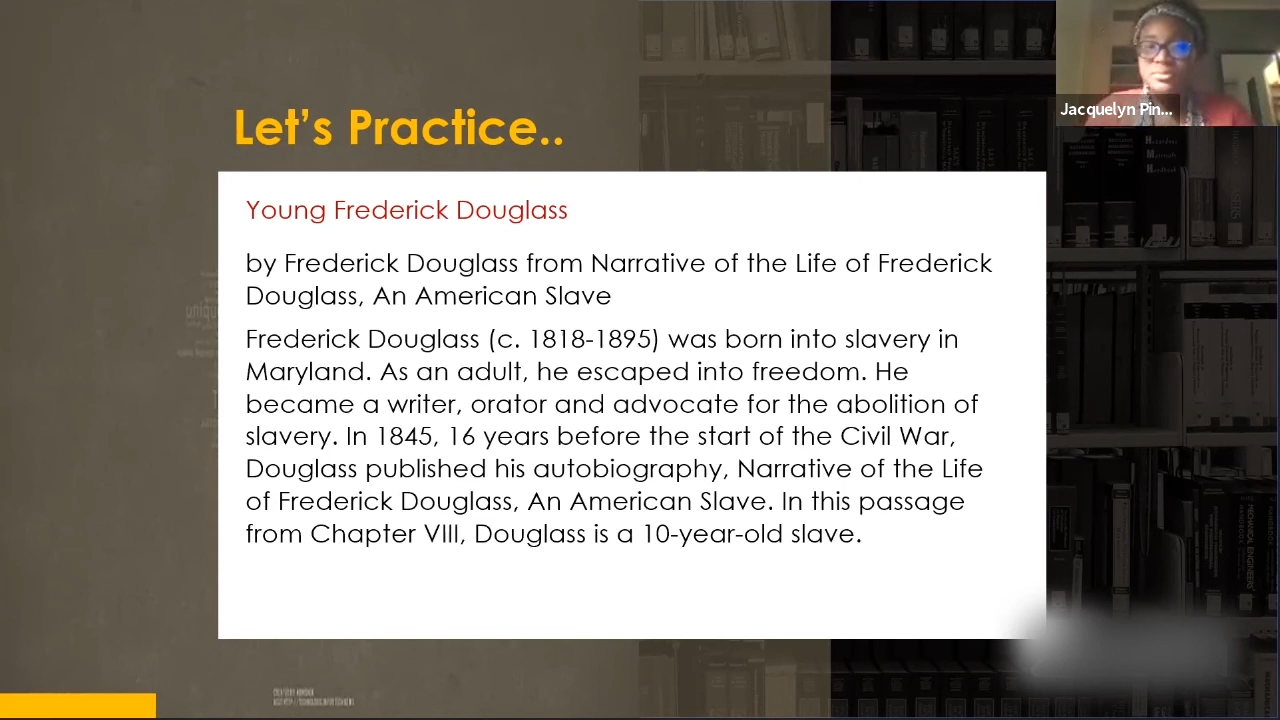 Let's Practice..
Jacquelyn Pin...
Young Frederick Douglass
by Frederick Douglass from Narrative of the Life of Frederick
Douglass, An American Slave
Frederick Douglass (c. 1818-1895) was born into slavery in
Maryland. As an adult, he escaped into freedom. He
became a writer, orator and advocate for the abolition of
slavery. In 1845, 16 years before the start of the Civil War,
Douglass published his autobiography, Narrative of the Life
of Frederick Douglass, An American Slave. In this passage
from Chapter VIII, Douglass is a 10-year-old slave.